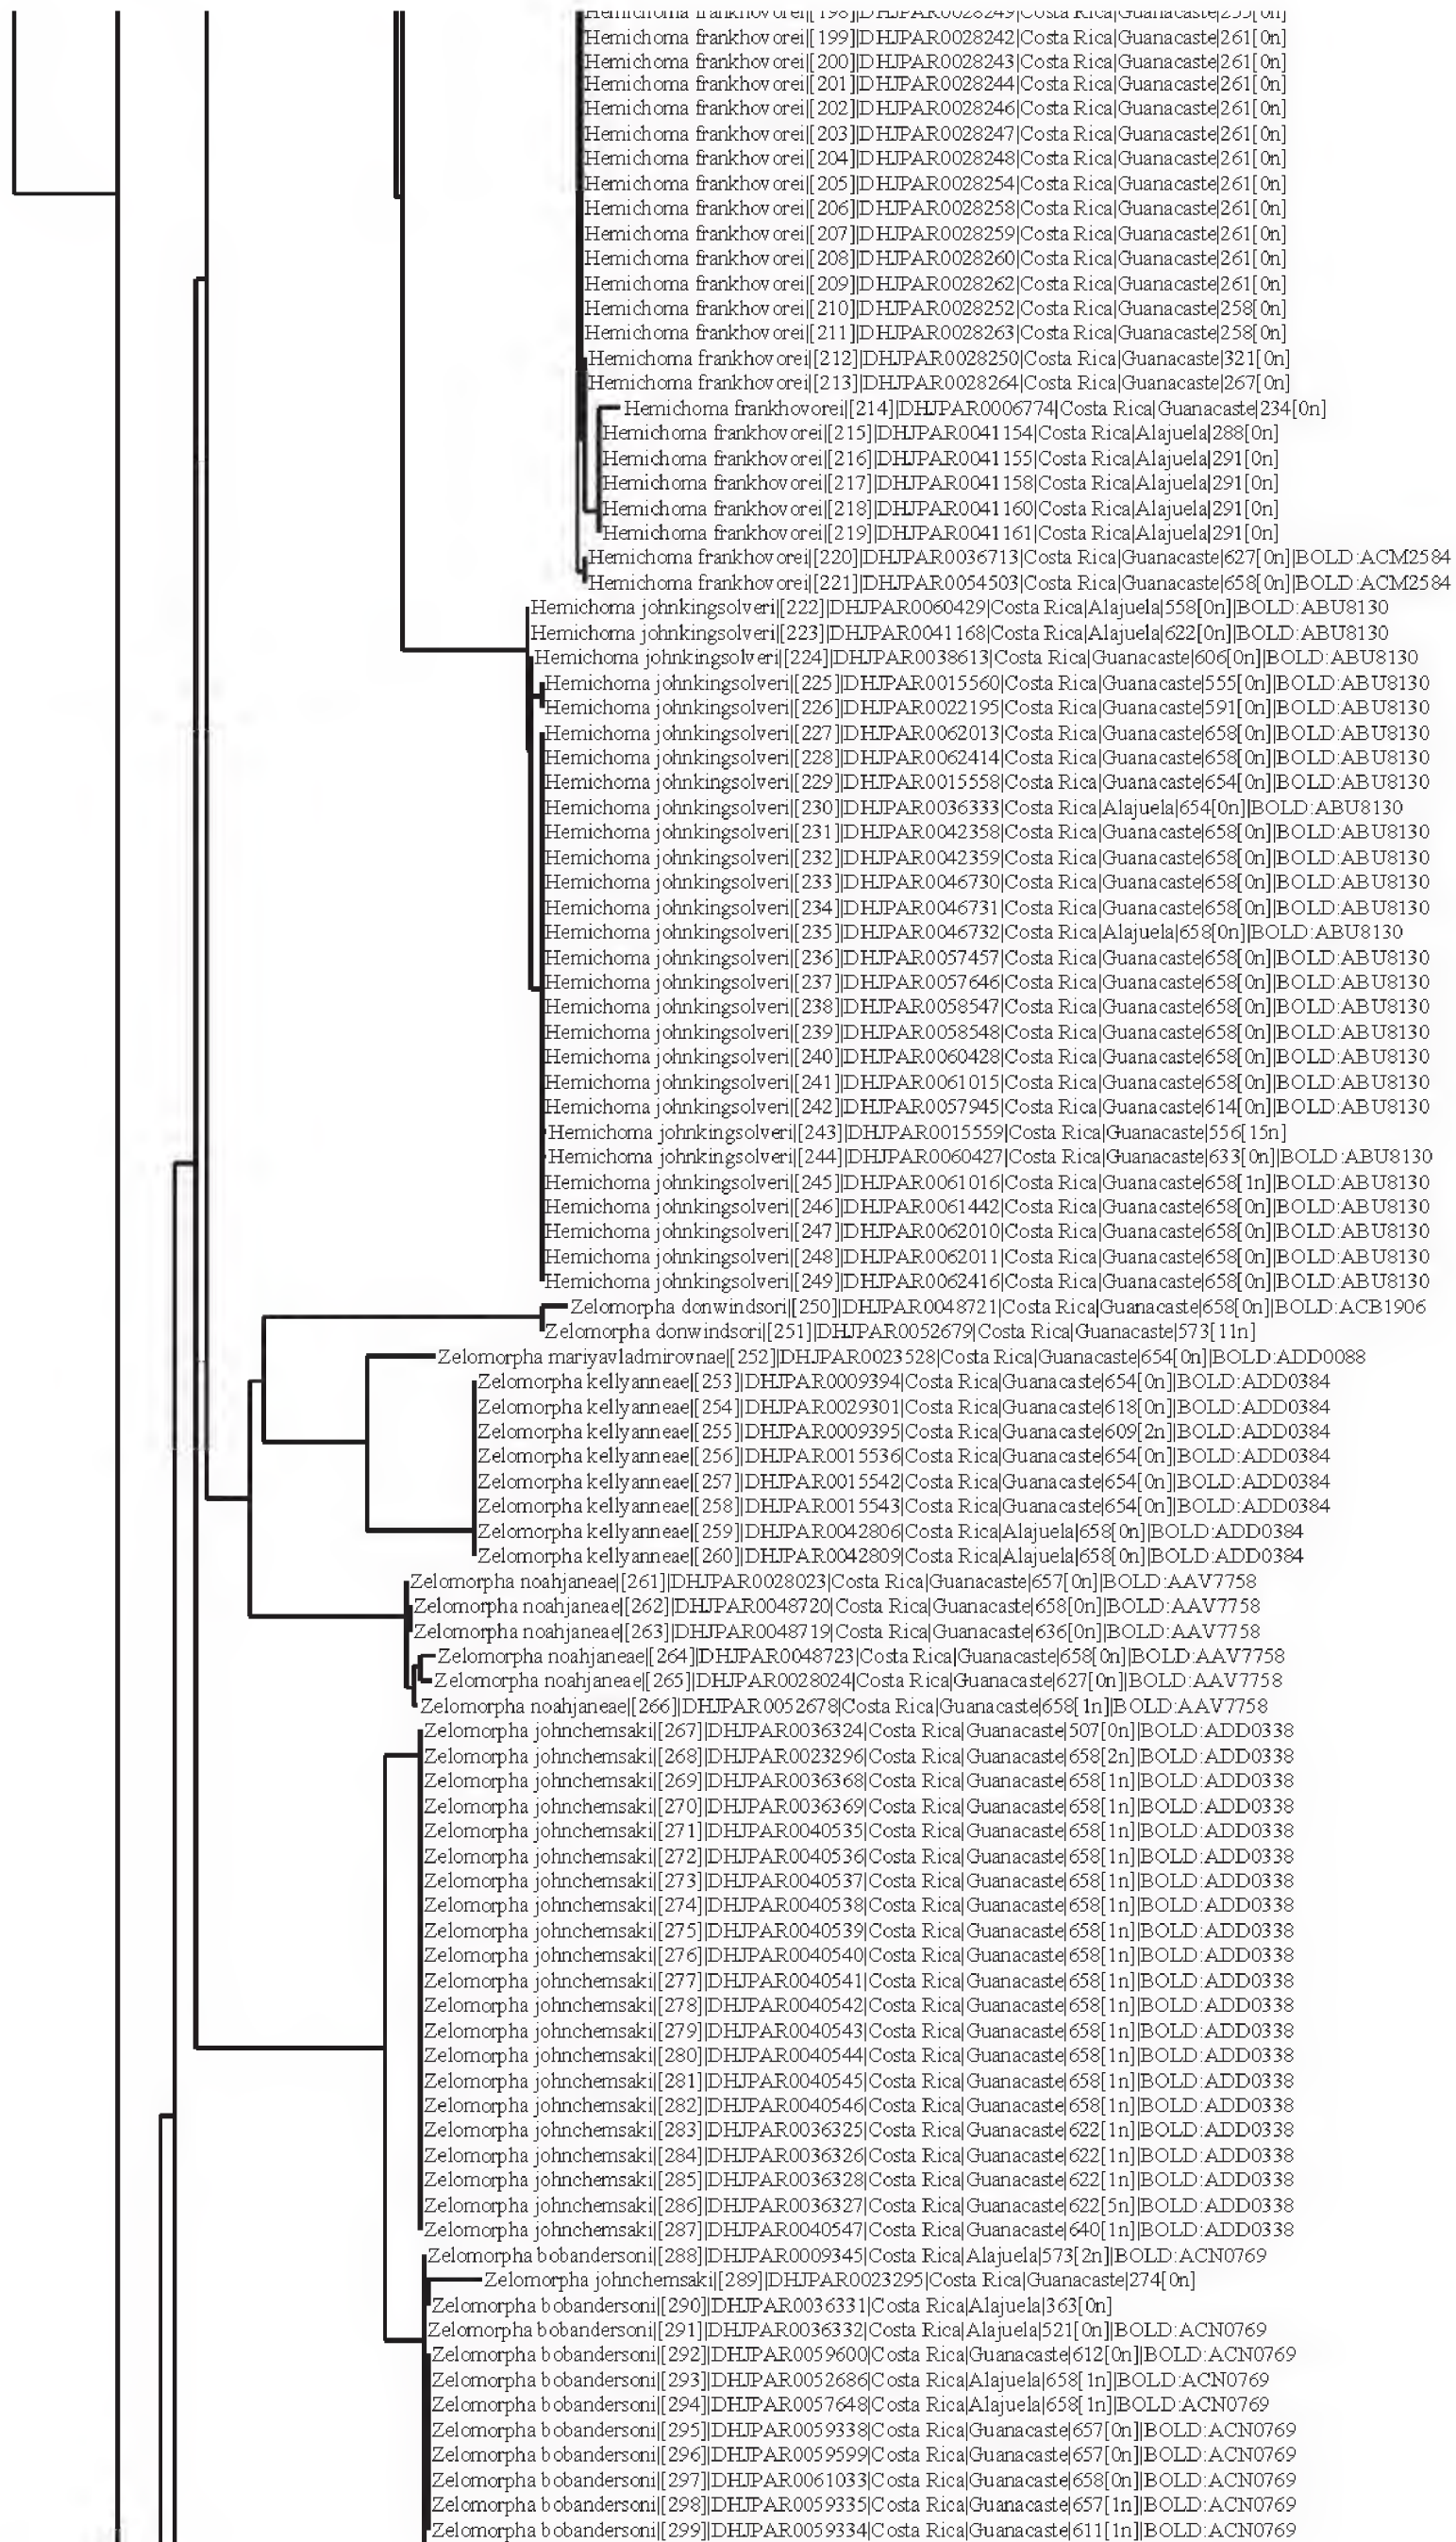 Hemichoma frankhovorei|[198]|DHJPAR0028249|Costa Rica|Guanacaste|255[0n]
Hemichoma frankhovorei|[199]|DHJPAR0028242|Costa Rica|Guanacaste|261[0n]
Hemichoma frankhovorei|[200]|DHJPAR0028243|Costa Rica|Guanacaste|261[0n]
Hemichoma frankhovorei|[201]|DHJPAR0028244|Costa Rica|Guanacaste|261[0n]
Hemichoma frankhovorei|[202]|DHJPAR0028246|Costa Rica|Guanacaste|261[0n]
Hemichoma frankhovorei|[203]|DHJPAR0028247|Costa Rica|Guanacaste|261[0n]
Hemichoma frankhovorei|[204]|DHJPAR0028248|Costa Rica|Guanacaste|261[0n]
Hemichoma frankhovorei|[205]|DHJPAR0028254|Costa Rica|Guanacaste|261[0n]
Hemichoma frankhovorei|[206]|DHJPAR0028258|Costa Rica|Guanacaste|261[0n]
Hemichoma frankhovorei|[207]|DHJPAR0028259|Costa Rica|Guanacaste|261[0n]
Hemichoma frankhovorei|[208]|DHJPAR0028260|Costa Rica|Guanacaste|261[0n]
Hemichoma frankhovorei|[209]|DHJPAR0028262|Costa Rica|Guanacaste|261[0n]
Hemichoma frankhovorei|[210]|DHJPAR0028252|Costa Rica|Guanacaste|258[0n]
Hemichoma frankhovorei|[211]|DHJPAR0028263|Costa Rica|Guanacaste|258[0n]
Hemichoma frankhovorei|[212]|DHJPAR0028250|Costa Rica|Guanacaste|321[0n]
Hemichoma frankhovorei|[213]|DHJPAR0028264|Costa Rica|Guanacaste|267[0n]
Hemichoma frankhovorei|[214]|DHJPAR0006774|Costa Rica|Guanacaste|234[0n]
Hemichoma frankhovorei|[215]|DHJPAR0041154|Costa Rica|Alajuela|288[0n]
Hemichoma frankhovorei|[216]|DHJPAR0041155|Costa Rica|Alajuela|291[0n]
Hemichoma frankhovorei|[217]|DHJPAR0041158|Costa Rica|Alajuela|291[0n]
Hemichoma frankhovorei|[218]|DHJPAR0041160|Costa Rica|Alajuela|291[0n]
Hemichoma frankhovorei|[219]|DHJPAR0041161|Costa Rica|Alajuela|291[0n]
Hemichoma frankhovorei|[220]|DHJPAR0036713|Costa Rica|Guanacaste|627[0n]|BOLD:ACM2584
Hemichoma frankhovorei|[221]|DHJPAR0054503|Costa Rica|Guanacaste|658[0n]|BOLD:ACM2584
Hemichoma johnkingsolveri|[222]|DHJPAR0060429|Costa Rica|Alajuela|558[0n]|BOLD:ABU8130
Hemichoma johnkingsolveri|[223]|DHJPAR0041168|Costa Rica|Alajuela|622[0n]|BOLD:ABU8130
Hemichoma johnkingsolveri|[224]|DHJPAR0038613|Costa Rica|Guanacaste|606[0n]|BOLD:ABU8130
Hemichoma johnkingsolveri|[225]|DHJPAR0015560|Costa Rica|Guanacaste|555[0n]|BOLD:ABU8130
Hemichoma johnkingsolveri|[226]|DHJPAR0022195|Costa Rica|Guanacaste|591[0n]|BOLD:ABU8130
Hemichoma johnkingsolveri|[227]|DHJPAR0062013|Costa Rica|Guanacaste|658[0n]|BOLD:ABU8130
Hemichoma johnkingsolveri|[228]|DHJPAR0062414|Costa Rica|Guanacaste|658[0n]|BOLD:ABU8130
Hemichoma johnkingsolveri|[229]|DHJPAR0015558|Costa Rica|Guanacaste|654[0n]|BOLD:ABU8130
Hemichoma johnkingsolveri|[230]|DHJPAR0036333|Costa Rica|Alajuela|654[0n]|BOLD:ABU8130
Hemichoma johnkingsolveri|[231]|DHJPAR0042358|Costa Rica|Guanacaste|658[0n]|BOLD:ABU8130
Hemichoma johnkingsolveri|[232]|DHJPAR0042359|Costa Rica|Guanacaste|658[0n]|BOLD:ABU8130
Hemichoma johnkingsolveri|[233]|DHJPAR0046730|Costa Rica|Guanacaste|658[0n]|BOLD:ABU8130
Hemichoma johnkingsolveri|[234]|DHJPAR0046731|Costa Rica|Guanacaste|658[0n]|BOLD:ABU8130
Hemichoma johnkingsolveri|[235]|DHJPAR0046732|Costa Rica|Alajuela|658[0n]|BOLD:ABU8130
Hemichoma johnkingsolveri|[236]|DHJPAR0057457|Costa Rica|Guanacaste|658[0n]|BOLD:ABU8130
Hemichoma johnkingsolveri|[237]|DHJPAR0057646|Costa Rica|Guanacaste|658[0n]|BOLD:ABU8130
Hemichoma johnkingsolveri|[238]|DHJPAR0058547|Costa Rica|Guanacaste|658[0n]|BOLD:ABU8130
Hemichoma johnkingsolveri|[239]|DHJPAR0058548|Costa Rica|Guanacaste|658[0n]|BOLD:ABU8130
Hemichoma johnkingsolveri|[240]|DHJPAR0060428|Costa Rica|Guanacaste|658[0n]|BOLD:ABU8130
Hemichoma johnkingsolveri|[241]|DHJPAR0061015|Costa Rica|Guanacaste|658[0n]|BOLD:ABU8130
Hemichoma johnkingsolveri|[242]|DHJPAR0057945|Costa Rica|Guanacaste|614[0n]|BOLD:ABU8130
Hemichoma johnkingsolveri|[243]|DHJPAR0015559|Costa Rica|Guanacaste|556[15n]
Hemichoma johnkingsolveri|[244]|DHJPAR0060427|Costa Rica|Guanacaste|633[0n]|BOLD:ABU8130
Hemichoma johnkingsolveri|[245]|DHJPAR0061016|Costa Rica|Guanacaste|658[1n]|BOLD:ABU8130
Hemichoma johnkingsolveri|[246]|DHJPAR0061442|Costa Rica|Guanacaste|658[0n]|BOLD:ABU8130
Hemichoma johnkingsolveri|[247]|DHJPAR0062010|Costa Rica|Guanacaste|658[0n]|BOLD:ABU8130
Hemichoma johnkingsolveri|[248]|DHJPAR0062011|Costa Rica|Guanacaste|658[0n]|BOLD:ABU8130
Hemichoma johnkingsolveri|[249]|DHJPAR0062416|Costa Rica|Guanacaste|658[0n]|BOLD:ABU8130
Zelomorpha donwindsori|[250]|DHJPAR0048721|Costa Rica|Guanacaste|658[0n]|BOLD:ACB1906
Zelomorpha donwindsori|[251]|DHJPAR0052679|Costa Rica|Guanacaste|573[11n]
Zelomorpha mariyavladmirovnae|[252]|DHJPAR0023528|Costa Rica|Guanacaste|654[0n]|BOLD:ADD0088
Zelomorpha kellyanneae|[253]|DHJPAR0009394|Costa Rica|Guanacaste|654[0n]|BOLD:ADD0384
Zelomorpha kellyanneae|[254]|DHJPAR0029301|Costa Rica|Guanacaste|618[0n]|BOLD:ADD0384
Zelomorpha kellyanneae|[255]|DHJPAR0009395|Costa Rica|Guanacaste|609[2n]|BOLD:ADD0384
Zelomorpha kellyanneae|[256]|DHJPAR0015536|Costa Rica|Guanacaste|654[0n]|BOLD:ADD0384
Zelomorpha kellyanneae|[257]|DHJPAR0015542|Costa Rica|Guanacaste|654[0n]|BOLD:ADD0384
Zelomorpha kellyanneae|[258]|DHJPAR0015543|Costa Rica|Guanacaste|654[0n]|BOLD:ADD0384
Zelomorpha kellyanneae|[259]|DHJPAR0042806|Costa Rica|Alajuela|658[0n]|BOLD:ADD0384
Zelomorpha kellyanneae|[260]|DHJPAR0042809|Costa Rica|Alajuela|658[0n]|BOLD:ADD0384
Zelomorpha noahjaneae|[261]|DHJPAR0028023|Costa Rica|Guanacaste|657[0n]|BOLD:AAV7758
Zelomorpha noahjaneae|[262]|DHJPAR0048720|Costa Rica|Guanacaste|658[0n]|BOLD:AAV7758
Zelomorpha noahjaneae|[263]|DHJPAR0048719|Costa Rica|Guanacaste|636[0n]|BOLD:AAV7758
Zelomorpha noahjaneae|[264]|DHJPAR0048723|Costa Rica|Guanacaste|658[0n]|BOLD:AAV7758
Zelomorpha noahjaneae|[265]|DHJPAR0028024|Costa Rica|Guanacaste|627[0n]|BOLD:AAV7758
Zelomorpha noahjaneae|[266]|DHJPAR0052678|Costa Rica|Guanacaste|658[1n]|BOLD:AAV7758
Zelomorpha johnchemsaki|[267]|DHJPAR0036324|Costa Rica|Guanacaste|507[0n]|BOLD:ADD0338
Zelomorpha johnchemsaki|[268]|DHJPAR0023296|Costa Rica|Guanacaste|658[2n]|BOLD:ADD0338
Zelomorpha johnchemsaki|[269]|DHJPAR0036368|Costa Rica|Guanacaste|658[1n]|BOLD:ADD0338
Zelomorpha johnchemsaki|[270]|DHJPAR0036369|Costa Rica|Guanacaste|658[1n]|BOLD:ADD0338
Zelomorpha johnchemsaki|[271]|DHJPAR0040535|Costa Rica|Guanacaste|658[1n]|BOLD:ADD0338
Zelomorpha johnchemsaki|[272]|DHJPAR0040536|Costa Rica|Guanacaste|658[1n]|BOLD:ADD0338
Zelomorpha johnchemsaki|[273]|DHJPAR0040537|Costa Rica|Guanacaste|658[1n]|BOLD:ADD0338
Zelomorpha johnchemsaki|[274]|DHJPAR0040538|Costa Rica|Guanacaste|658[1n]|BOLD:ADD0338
Zelomorpha johnchemsaki|[275]|DHJPAR0040539|Costa Rica|Guanacaste|658[1n]|BOLD:ADD0338
Zelomorpha johnchemsaki|[276]|DHJPAR0040540|Costa Rica|Guanacaste|658[1n]|BOLD:ADD0338
Zelomorpha johnchemsaki|[277]|DHJPAR0040541|Costa Rica|Guanacaste|658[1n]|BOLD:ADD0338
Zelomorpha johnchemsaki|[278]|DHJPAR0040542|Costa Rica|Guanacaste|658[1n]|BOLD:ADD0338
Zelomorpha johnchemsaki|[279]|DHJPAR0040543|Costa Rica|Guanacaste|658[1n]|BOLD:ADD0338
Zelomorpha johnchemsaki|[280]|DHJPAR0040544|Costa Rica|Guanacaste|658[1n]|BOLD:ADD0338
Zelomorpha johnchemsaki|[281]|DHJPAR0040545|Costa Rica|Guanacaste|658[1n]|BOLD:ADD0338
Zelomorpha johnchemsaki|[282]|DHJPAR0040546|Costa Rica|Guanacaste|658[1n]|BOLD:ADD0338
Zelomorpha johnchemsaki|[283]|DHJPAR0036325|Costa Rica|Guanacaste|622[1n]|BOLD:ADD0338
Zelomorpha johnchemsaki|[284]|DHJPAR0036326|Costa Rica|Guanacaste|622[1n]|BOLD:ADD0338
Zelomorpha johnchemsaki|[285]|DHJPAR0036328|Costa Rica|Guanacaste|622[1n]|BOLD:ADD0338
Zelomorpha johnchemsaki|[286]|DHJPAR0036327|Costa Rica|Guanacaste|622[5n]|BOLD:ADD0338
Zelomorpha johnchemsaki|[287]|DHJPAR0040547|Costa Rica|Guanacaste|640[1n]|BOLD:ADD0338
Zelomorpha bobandersoni|[288]|DHJPAR0009345|Costa Rica|Alajuela|573[2n]|BOLD:ACN0769
Zelomorpha johnchemsaki|[289]|DHJPAR0023295|Costa Rica|Guanacaste|274[0n]
Zelomorpha bobandersoni|[290]|DHJPAR0036331|Costa Rica|Alajuela|363[0n]
Zelomorpha bobandersoni|[291]|DHJPAR0036332|Costa Rica|Alajuela|521[0n]|BOLD:ACN0769
Zelomorpha bobandersoni|[292]|DHJPAR0059600|Costa Rica|Guanacaste|612[0n]|BOLD:ACN0769
Zelomorpha bobandersoni|[293]|DHJPAR0052686|Costa Rica|Alajuela|658[1n]|BOLD:ACN0769
Zelomorpha bobandersoni|[294]|DHJPAR0057648|Costa Rica|Alajuela|658[1n]|BOLD:ACN0769
Zelomorpha bobandersoni|[295]|DHJPAR0059338|Costa Rica|Guanacaste|657[0n]|BOLD:ACN0769
Zelomorpha bobandersoni|[296]|DHJPAR0059599|Costa Rica|Guanacaste|657[0n]|BOLD:ACN0769
Zelomorpha bobandersoni|[297]|DHJPAR0061033|Costa Rica|Guanacaste|658[0n]|BOLD:ACN0769
Zelomorpha bobandersoni|[298]|DHJPAR0059335|Costa Rica|Guanacaste|657[1n]|BOLD:ACN0769
Zelomorpha bobandersoni|[299]|DHJPAR0059334|Costa Rica|Guanacaste|611[1n]|BOLD:ACN0769